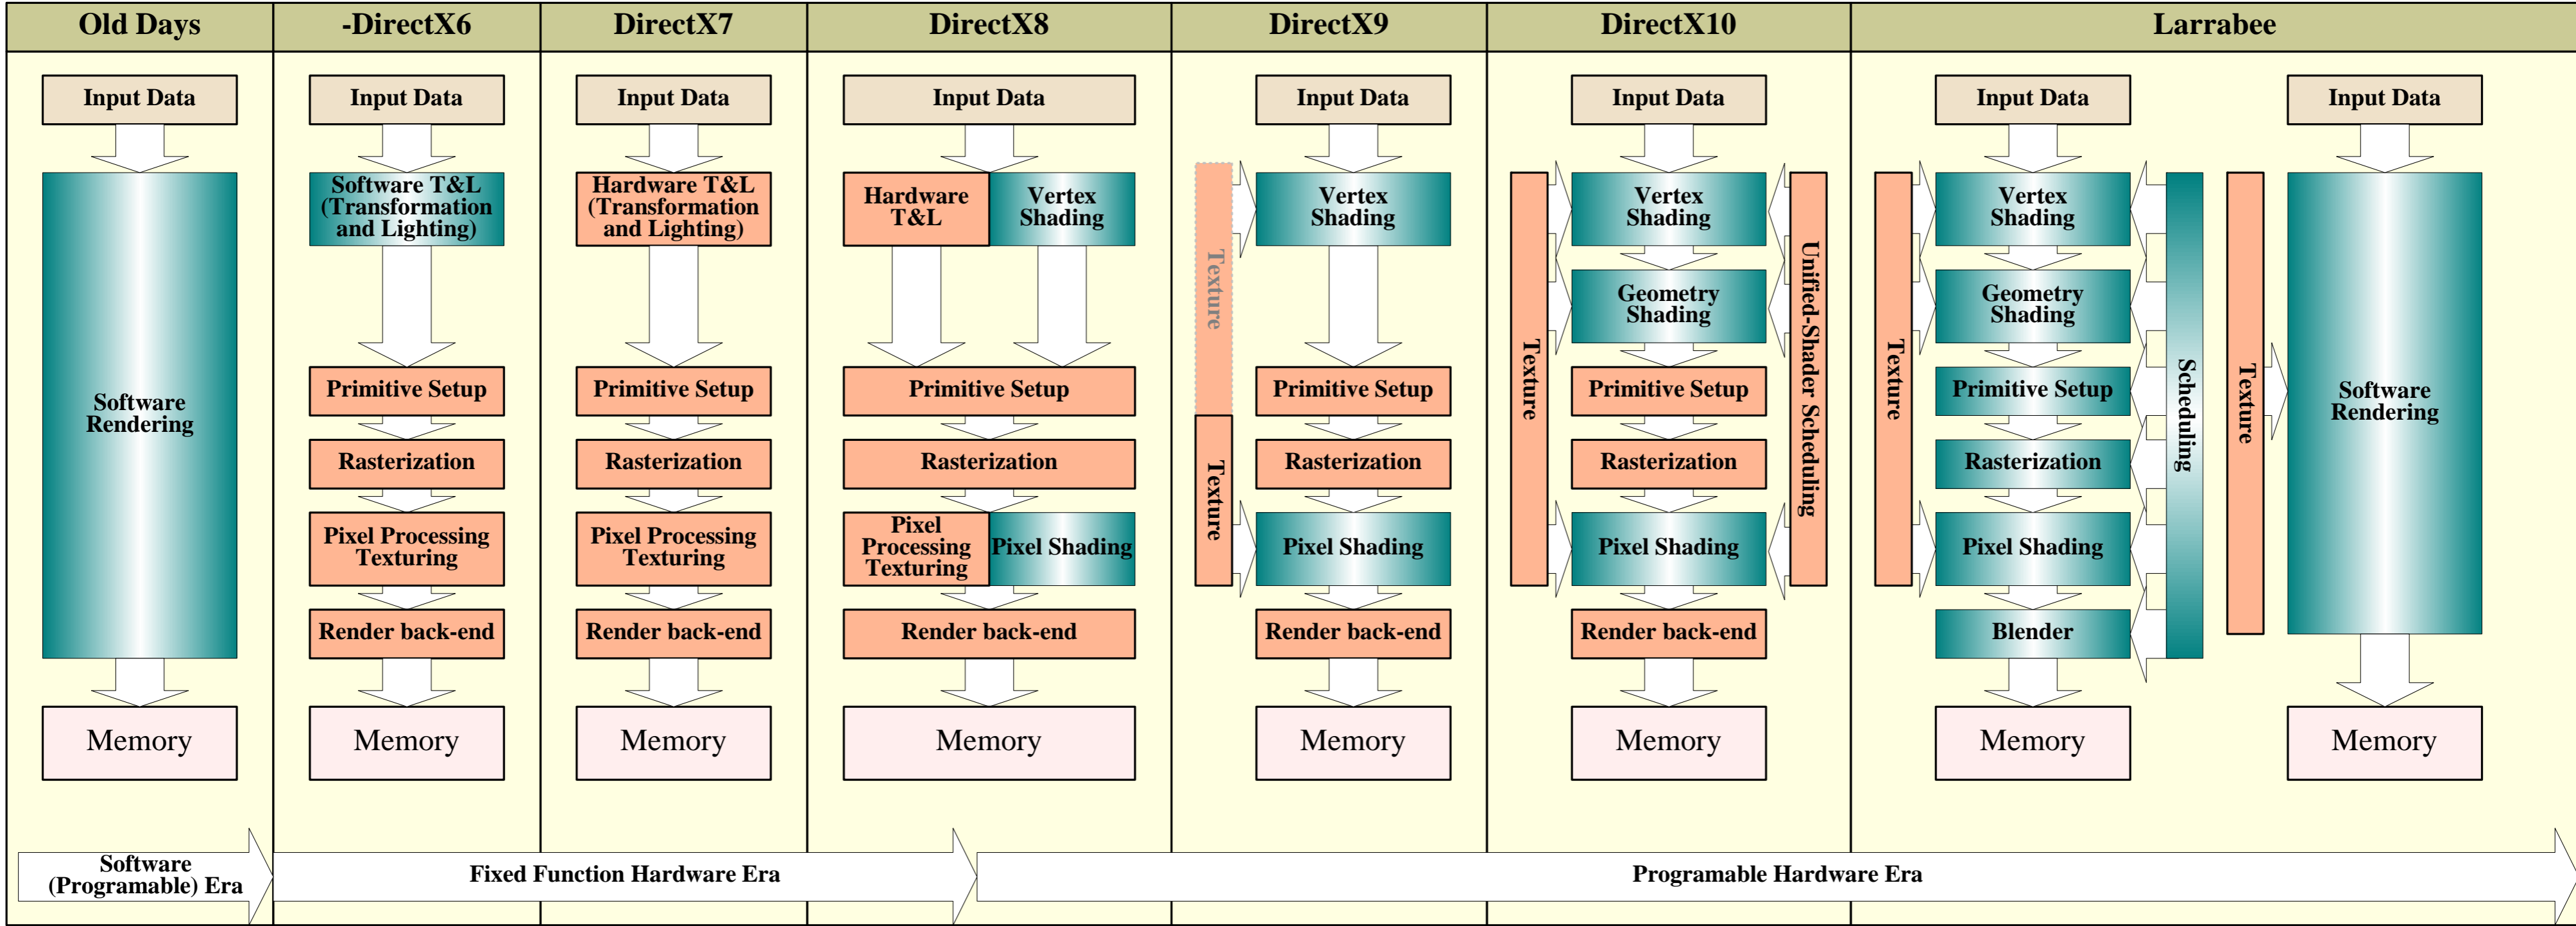 Old Days
-DirectX6
DirectX7
DirectX8
DirectX9
DirectX10
Larrabee
Input Data
Software
Rendering
Memory
Input Data
Software T&L
(Transformation
and Lighting)
Primitive Setup
Rasterization
Pixel Processing
Texturing
Render back-end
Memory
Input Data
Hardware T&L
(Transformation
and Lighting)
Primitive Setup
Rasterization
Pixel Processing
Texturing
Render back-end
Memory
Input Data
Hardware
T&L
Vertex
Shading
Primitive Setup
Rasterization
Pixel
Processing
Texturing
Pixel Shading
Render back-end
Memory
Texture
Texture
Input Data
Vertex
Shading
Primitive Setup
Rasterization
Pixel Shading
Render back-end
Memory
Texture
Input Data
Vertex
Shading
Geometry
Shading
Primitive Setup
Rasterization
Pixel Shading
Render back-end
Memory
Unified-Shader Scheduling
Texture
Input Data
Vertex
Shading
Geometry
Shading
Primitive Setup
Rasterization
Pixel Shading
Blender
Memory
Scheduling
Texture
Input Data
Software
Rendering
Memory
Software
(Programable) Era
Fixed Function Hardware Era
Programable Hardware Era